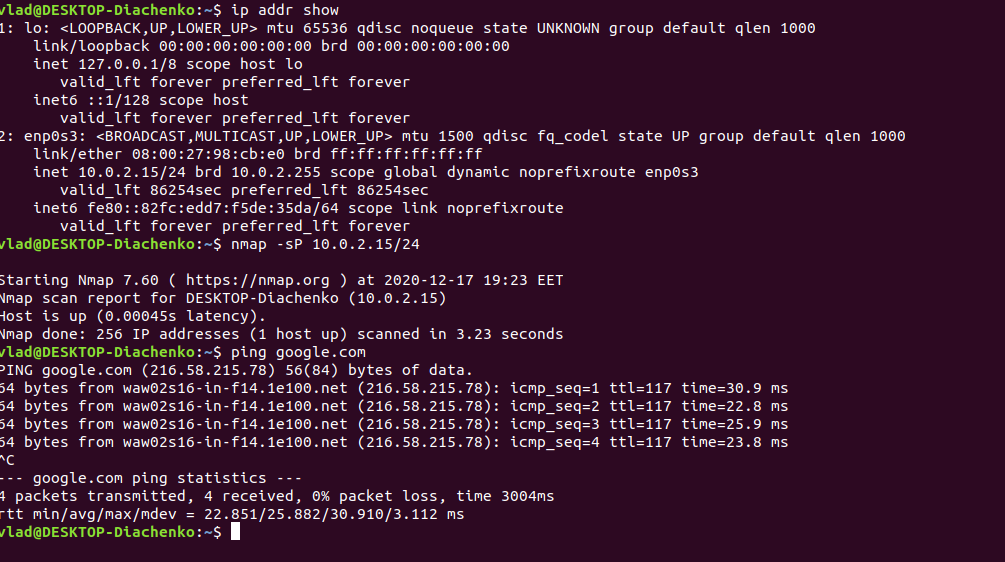 vlad@DESKTOP-Diachenko:~$ ip addr show
1: lo: <LOOPBACK,UP,LOWER_UP> mtu 65536 qdisc noqueue state UNKNOWN group default qlen 1000
    link/loopback 00:00:00:00:00:00 brd 00:00:00:00:00:00
    inet 127.0.0.1/8 scope host lo
       valid_lft forever preferred_lft forever
    inet6 ::1/128 scope host
       valid_lft forever preferred_lft forever
2: enp0s3: <BROADCAST,MULTICAST,UP,LOWER_UP> mtu 1500 qdisc fq_codel state UP group default qlen 1000
    link/ether 08:00:27:98:cb:e0 brd ff:ff:ff:ff:ff:ff
    inet 10.0.2.15/24 brd 10.0.2.255 scope global dynamic noprefixroute enp0s3
       valid_lft 86254sec preferred_lft 86254sec
    inet6 fe80::82fc:edd7:f5de:35da/64 scope link noprefixroute
       valid_lft forever preferred_lft forever
vlad@DESKTOP-Diachenko:~$ nmap -sP 10.0.2.15/24

Starting Nmap 7.60 ( https://nmap.org ) at 2020-12-17 19:23 EET
Nmap scan report for DESKTOP-Diachenko (10.0.2.15)
Host is up (0.00045s latency).
Nmap done: 256 IP addresses (1 host up) scanned in 3.23 seconds
vlad@DESKTOP-Diachenko:~$ ping google.com
PING google.com (216.58.215.78) 56(84) bytes of data.
64 bytes from waw02s16-in-f14.1e100.net (216.58.215.78): icmp_seq=1 ttl=117 time=30.9 ms
64 bytes from waw02s16-in-f14.1e100.net (216.58.215.78): icmp_seq=2 ttl=117 time=22.8 ms
64 bytes from waw02s16-in-f14.1e100.net (216.58.215.78): icmp_seq=3 ttl=117 time=25.9 ms
64 bytes from waw02s16-in-f14.1e100.net (216.58.215.78): icmp_seq=4 ttl=117 time=23.8 ms
^C
--- google.com ping statistics ---
4 packets transmitted, 4 received, 0% packet loss, time 3004ms
rtt min/avg/max/mdev = 22.851/25.882/30.910/3.112 ms
vlad@DESKTOP-Diachenko:~$